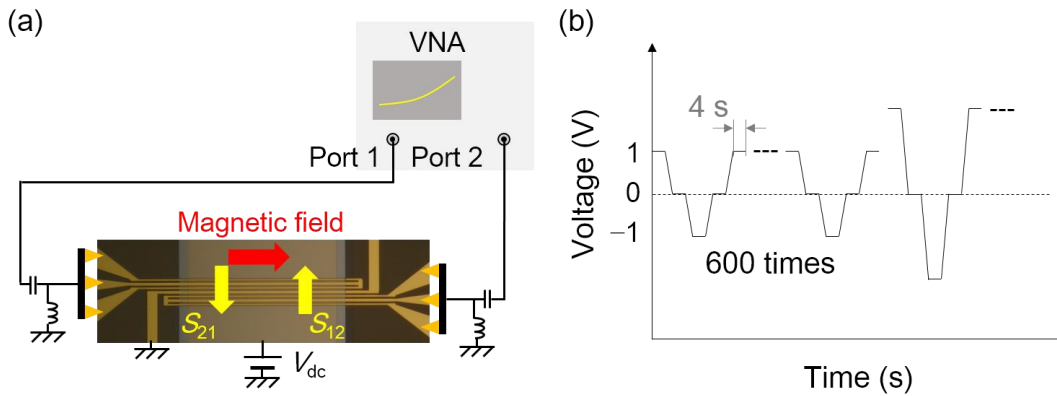 (a)
VNA
Port 1
Port 2
Magnetic field
S21
S12
Vdc
(b)
Voltage (V)
4 s
1
0
−1
600 times
Time (s)